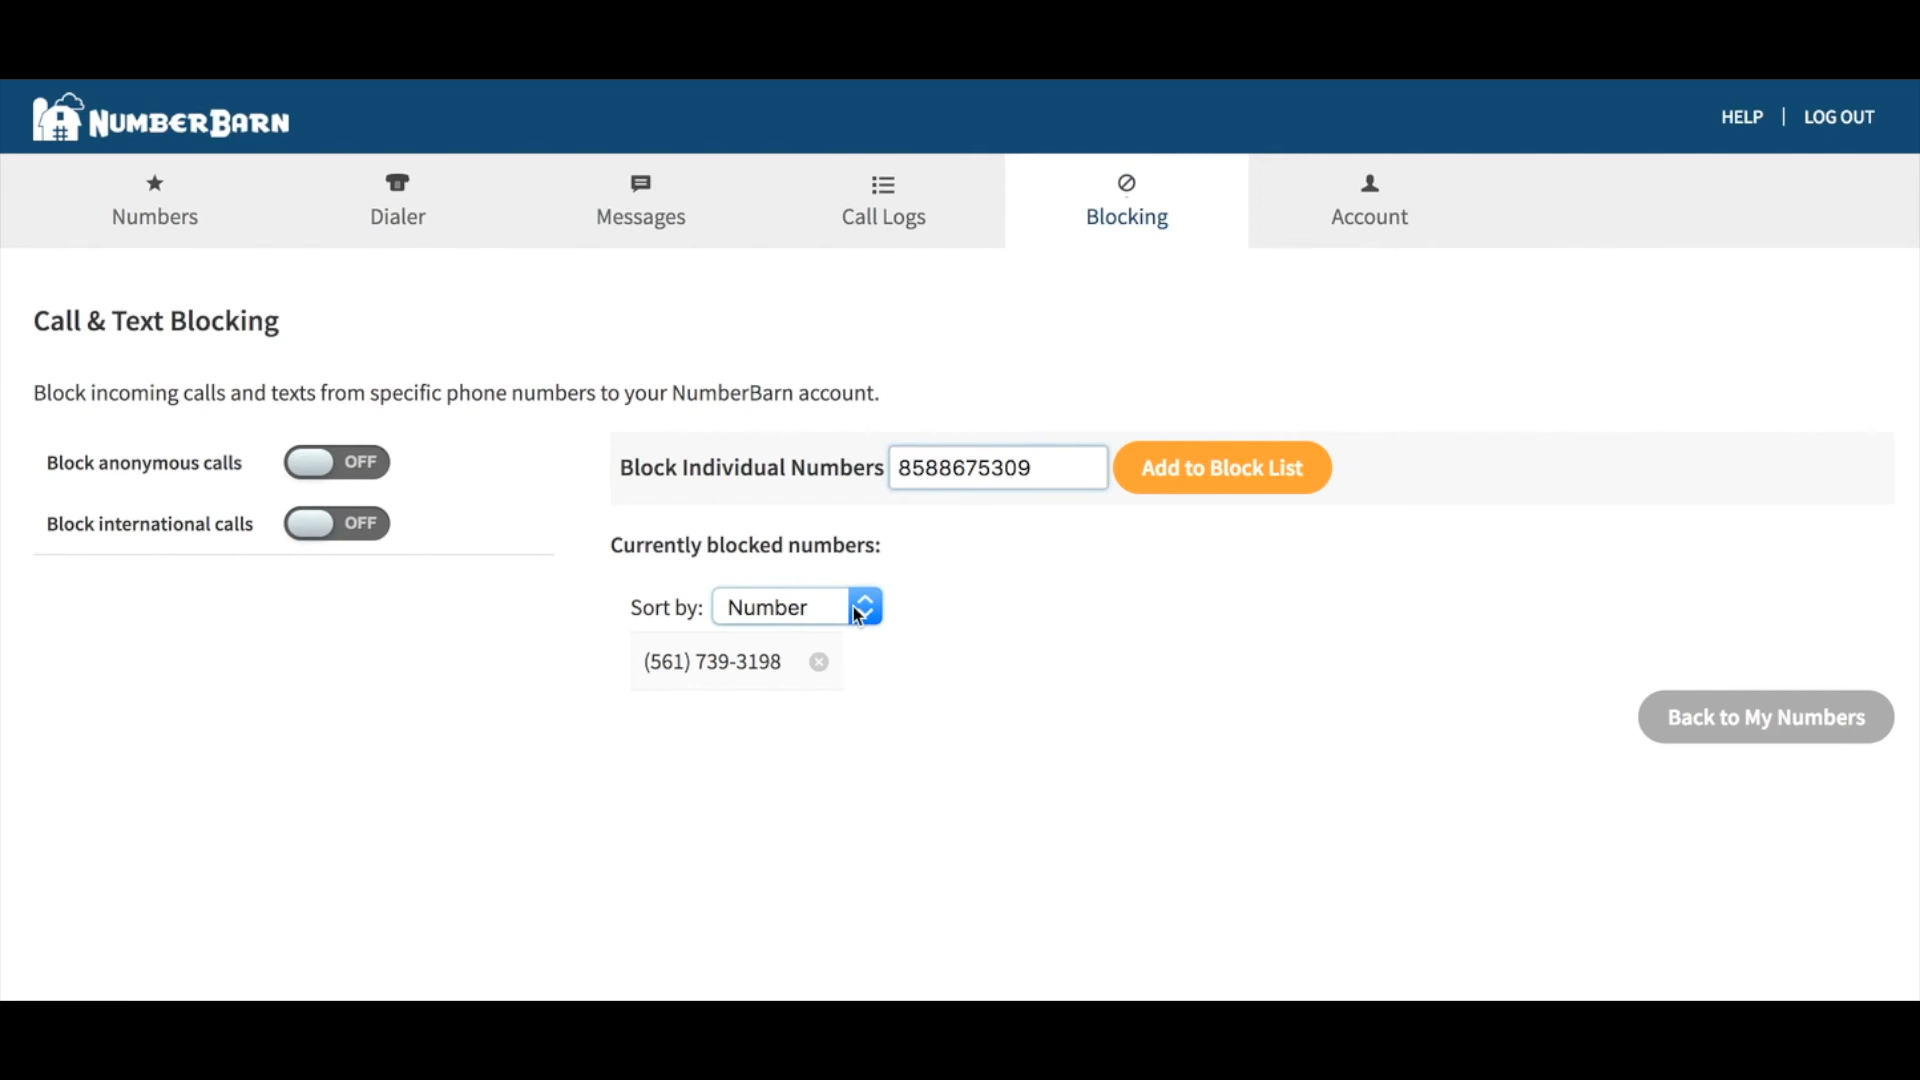 NUMBERBARN
HELP | LOG OUT
Numbers
Dialer
Messages
Call Logs
Blocking
Account
Call & Text Blocking
Block incoming calls and texts from specific phone numbers to your NumberBarn account.
Block anonymous calls OFF
Block international calls OFF
Block Individual Numbers 8588675309 Add to Block List
Currently blocked numbers:
Sort by: Number
(561) 739-3198
Back to My Numbers